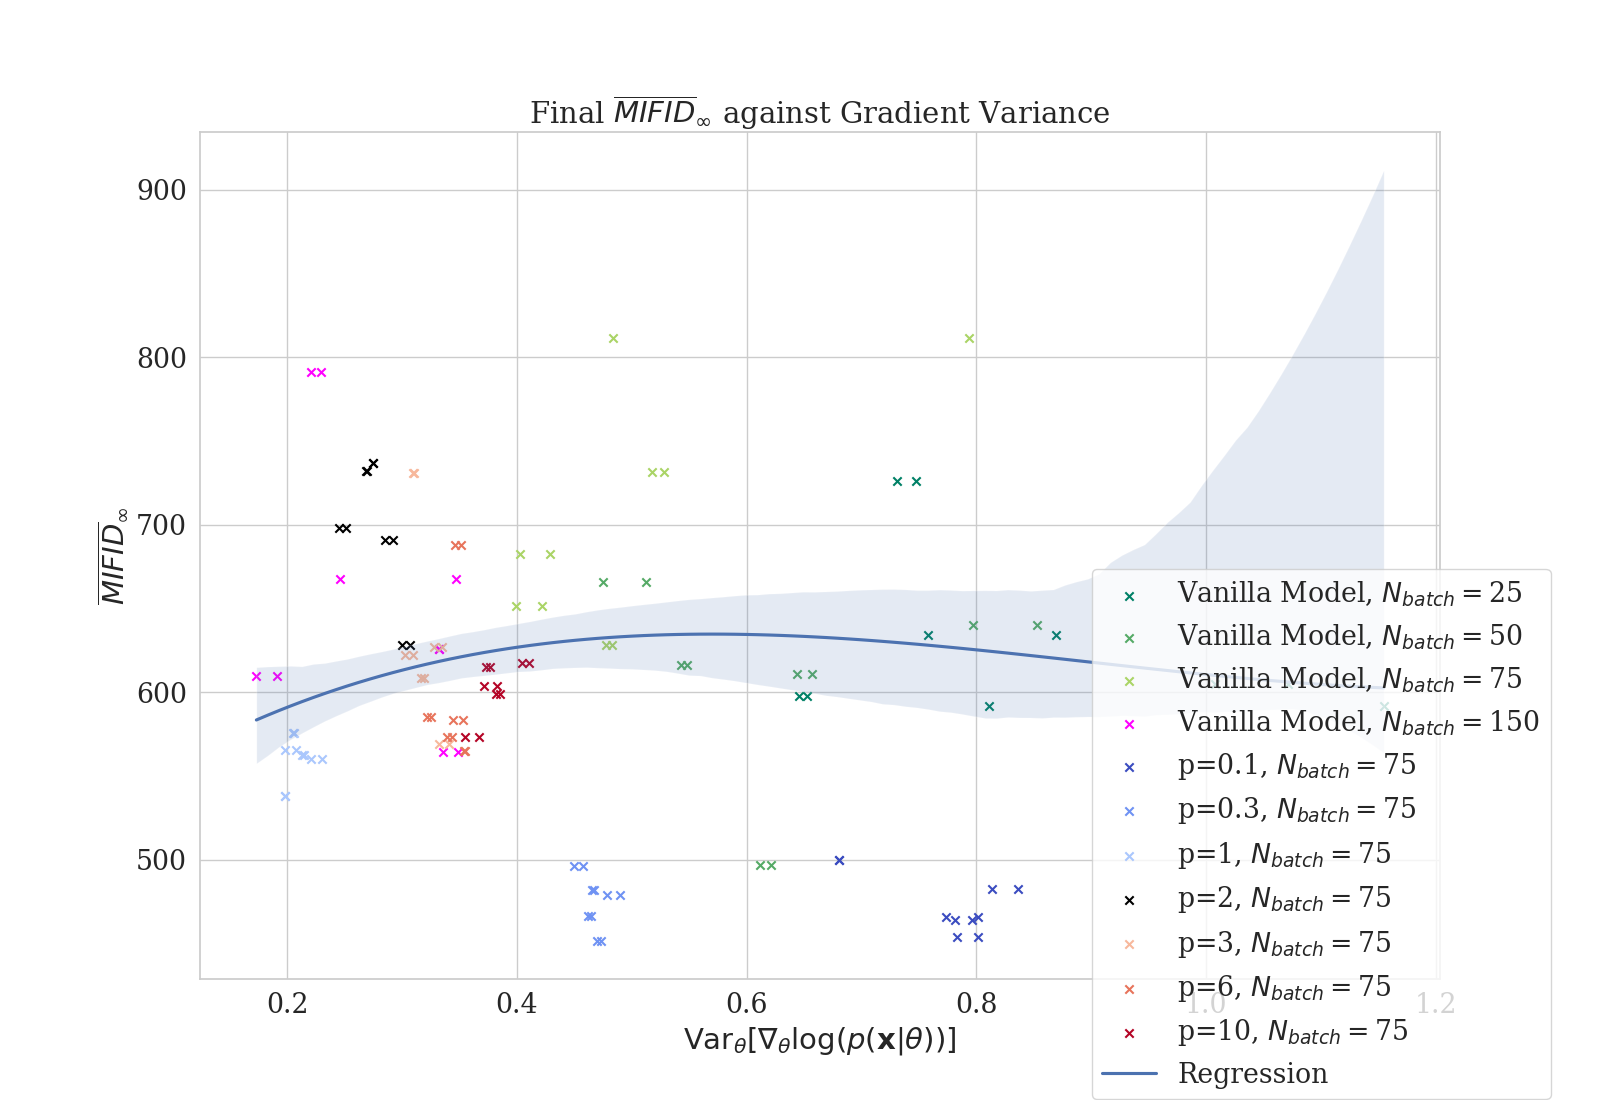 Final $\overline{MIFID}_\infty$ against Gradient Variance
$\overline{MIFID}_\infty$
900
800
700
600
500
0.2 0.4 0.6 0.8 1.0 1.2
$\mathrm{Var}_\theta[\nabla_\theta \log(p(\mathbf{x}|\theta))]$
Vanilla Model, $N_{batch} = 25$
Vanilla Model, $N_{batch} = 50$
Vanilla Model, $N_{batch} = 75$
Vanilla Model, $N_{batch} = 150$
p=0.1, $N_{batch} = 75$
p=0.3, $N_{batch} = 75$
p=1, $N_{batch} = 75$
p=2, $N_{batch} = 75$
p=3, $N_{batch} = 75$
p=6, $N_{batch} = 75$
p=10, $N_{batch} = 75$
Regression